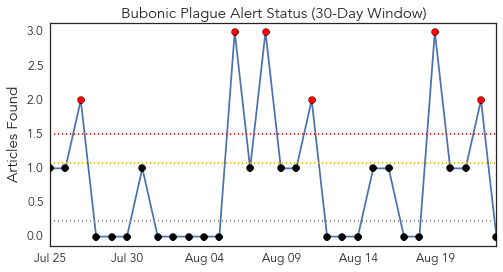 Bubonic Plague Alert Status (30-Day Window)
Articles Found
3.0
2.5
2.0
1.5
1.0
0.5
0.0
Jul 25 Jul 30 Aug 04 Aug 09 Aug 14 Aug 19